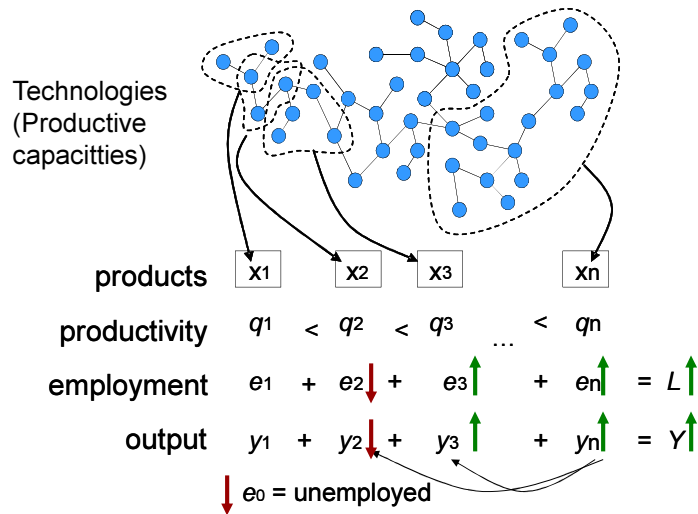 Technologies
(Productive
capacitties)
products x1 x2 x3 xn
productivity q1 < q2 < q3 ... < qn
employment e1 + e2 + e3 + en = L
output y1 + y2 + y3 + yn = Y
e0 = unemployed